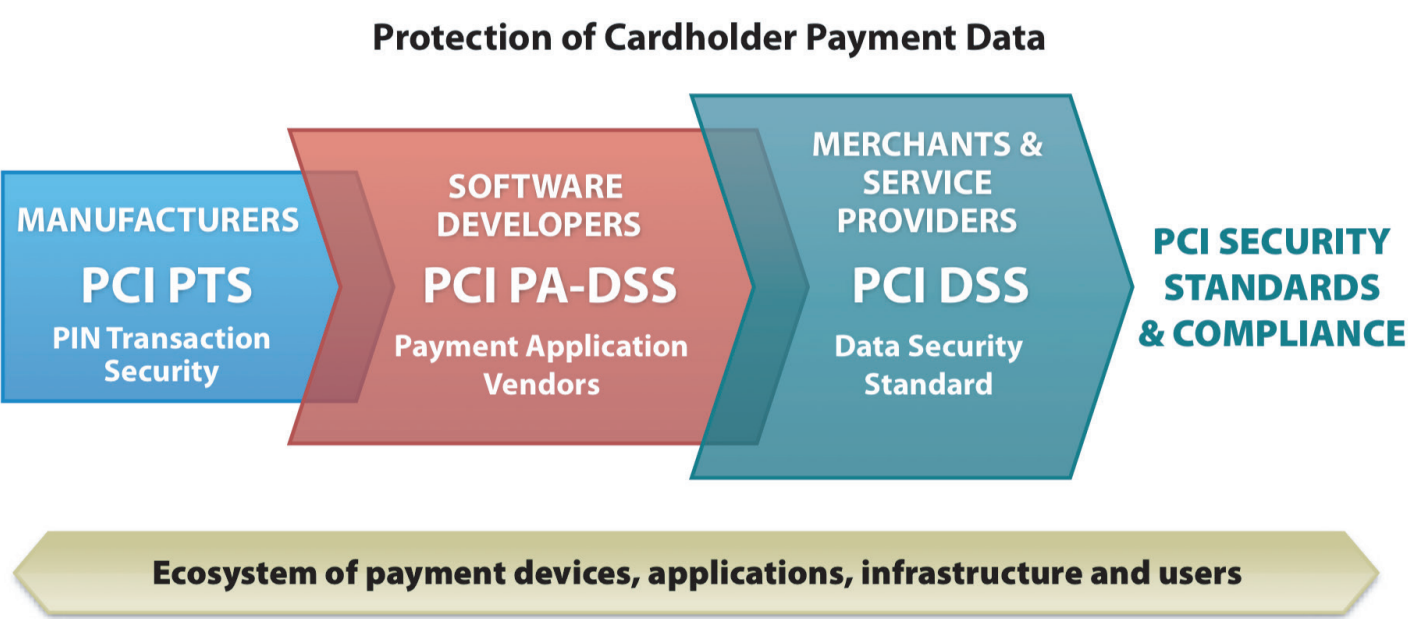 Protection of Cardholder Payment Data
MANUFACTURERS
PCI PTS
PIN Transaction
Security
SOFTWARE
DEVELOPERS
PCI PA-DSS
Payment Application
Vendors
MERCHANTS &
SERVICE
PROVIDERS
PCI DSS
Data Security
Standard
PCI SECURITY
STANDARDS
& COMPLIANCE
Ecosystem of payment devices, applications, infrastructure and users